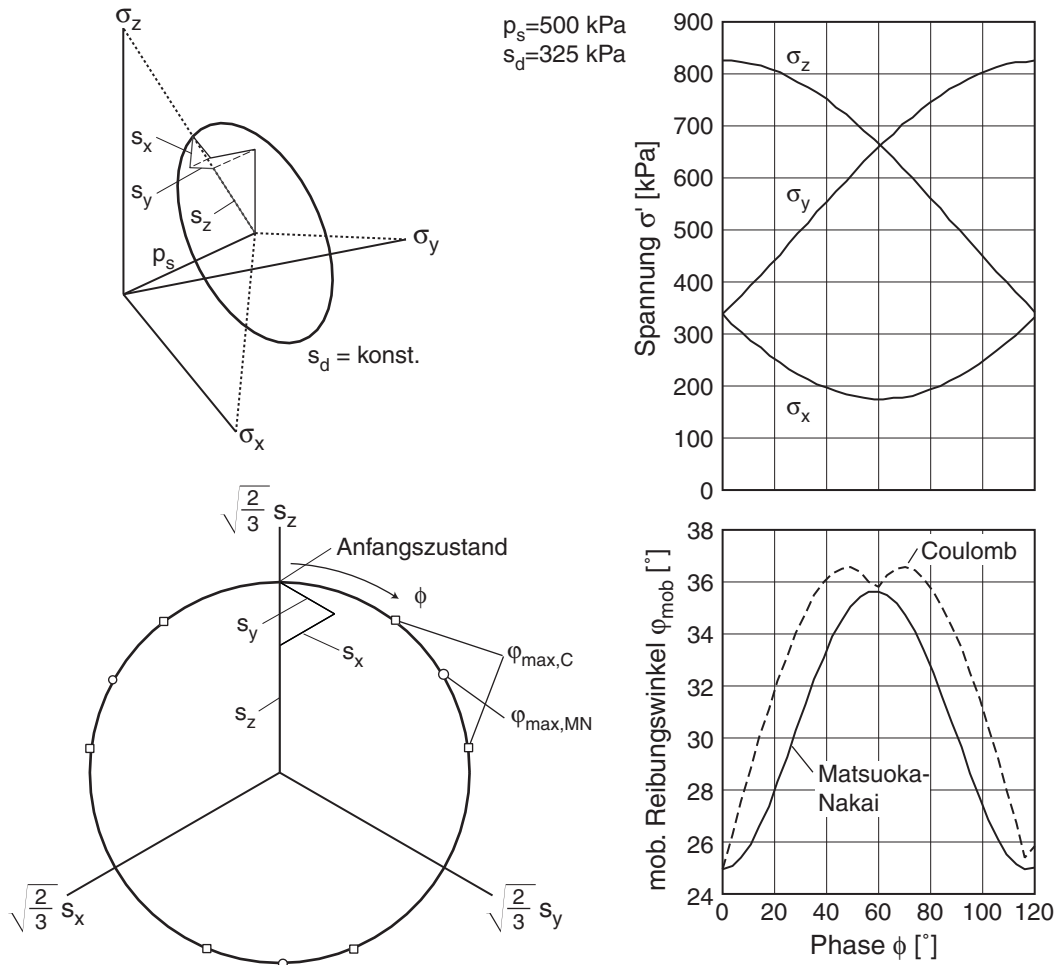 σz
sx
sy
sz
ps
σy
sd = konst.
σx
ps=500 kPa
sd=325 kPa
Spannung σ' [kPa]
900
800
700
600
500
400
300
200
100
0
σz
σy
σx
√2/3 sz
Anfangszustand
ϕ
sy
sx
sz
φmax,C
φmax,MN
√2/3 sx
√2/3 sy
mob. Reibungswinkel φmob [°]
38
36
34
32
30
28
26
24
Coulomb
Matsuoka-
Nakai
0 20 40 60 80 100 120
Phase ϕ [°]